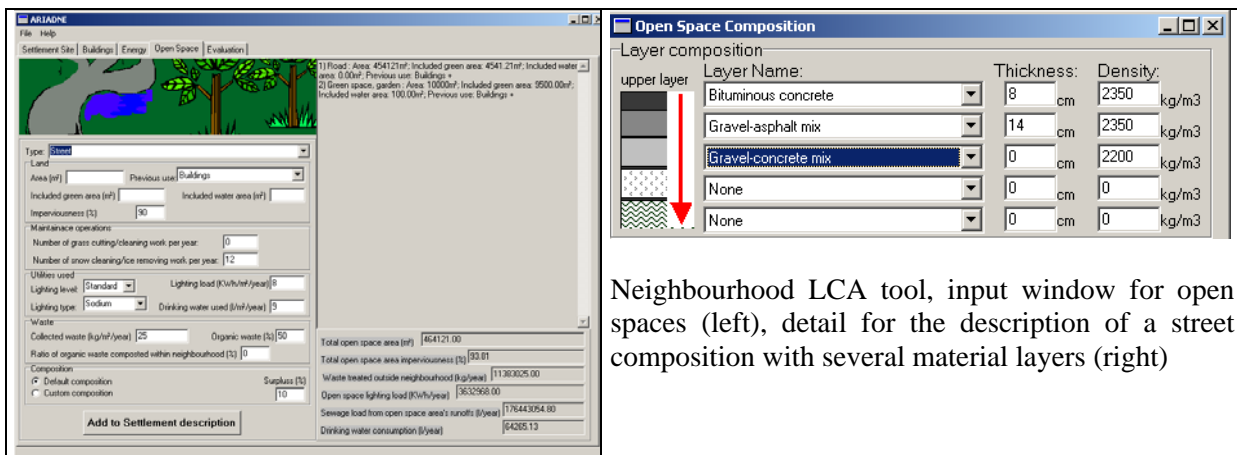 ARIADNE
File Help
Settlement Site Buildings Energy Open Space Evaluation
1) Road : Area: 454121m²; Included green area: 4541.21m²; Included water
area: 0.00m²; Previous use: Buildings +
2) Green space, garden : Area: 10000m²; Included green area: 9500.00m²;
Included water area: 100.00m²; Previous use: Buildings +
Type: Street
Land
Area (m²) Previous use: Buildings
Included green area (m²) Included water area (m²)
Imperviousness (%) 90
Maintainace operations
Number of grass cutting/cleaning work per year: 0
Number of snow cleaning/ice removing work per year: 12
Utilities used
Lighting level: Standard Lighting load (KWh/m²/year) 8
Lighting type: Sodium Drinking water used (l/m²/year) 9
Waste
Collected waste (kg/m²/year) 25 Organic waste (%) 50
Ratio of organic waste composted within neighbourhood (%) 0
Composition
Default composition Surpluss (%)
Custom composition 10
Add to Settlement description
Total open space area (m²) 464121.00
Total open space area imperviousness (%) 93.01
Waste treated outside neighbourhood (kg/year) 11383025.00
Open space lighting load (KWh/year) 3632968.00
Sewage load from open space area's runoffs (l/year) 176443054.80
Drinking water consumption (l/year) 64265.13
Open Space Composition
Layer composition
upper layer Layer Name: Thickness: Density:
Bituminous concrete 8 cm 2350 kg/m3
Gravel-asphalt mix 14 cm 2350 kg/m3
Gravel-concrete mix 0 cm 2200 kg/m3
None 0 cm 0 kg/m3
None 0 cm 0 kg/m3
Neighbourhood LCA tool, input window for open
spaces (left), detail for the description of a street
composition with several material layers (right)